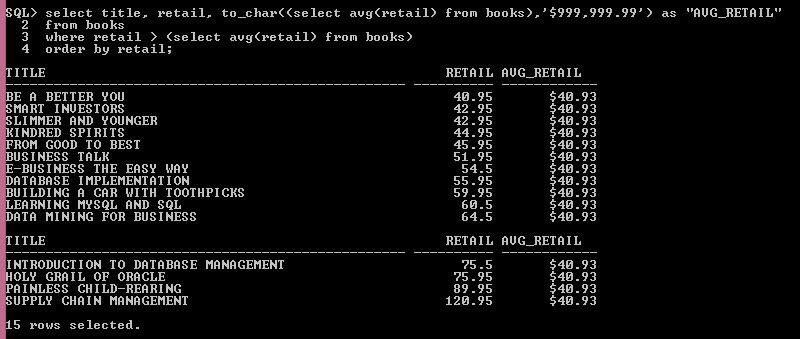 SQL> select title, retail, to_char((select avg(retail) from books),'$999,999.99') as "AVG_RETAIL"
2 from books
3 where retail > (select avg(retail) from books)
4 order by retail;
TITLE RETAIL AVG_RETAIL
BE A BETTER YOU 40.95 $40.93
SMART INVESTORS 42.95 $40.93
SLIMMER AND YOUNGER 42.95 $40.93
KINDRED SPIRITS 44.95 $40.93
FROM GOOD TO BEST 45.95 $40.93
BUSINESS TALK 51.95 $40.93
E-BUSINESS THE EASY WAY 54.5 $40.93
DATABASE IMPLEMENTATION 55.95 $40.93
BUILDING A CAR WITH TOOTHPICKS 59.95 $40.93
LEARNING MYSQL AND SQL 60.5 $40.93
DATA MINING FOR BUSINESS 64.5 $40.93
TITLE RETAIL AVG_RETAIL
INTRODUCTION TO DATABASE MANAGEMENT 75.5 $40.93
HOLY GRAIL OF ORACLE 75.95 $40.93
PAINLESS CHILD-REARING 89.95 $40.93
SUPPLY CHAIN MANAGEMENT 120.95 $40.93
15 rows selected.